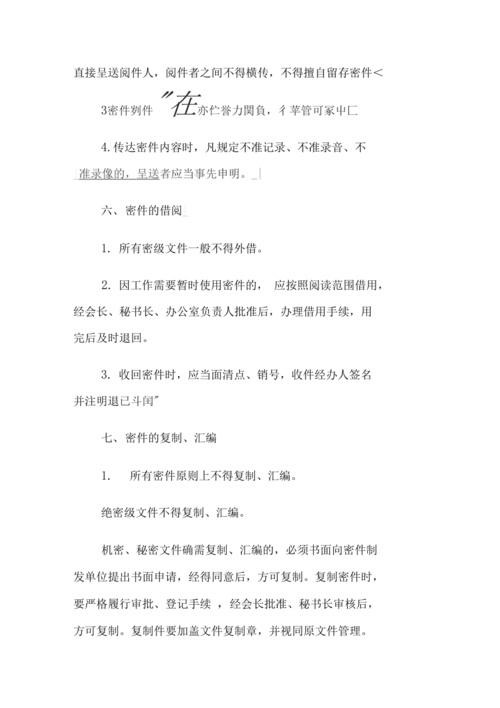 直接呈送阅件人，阅件者之间不得横传，不得擅自留存密件＜
3密件剜件 〞在亦伫誉力関負，彳苹管可冢屮匚
4.传达密件内容时，凡规定不准记录、不准录音、不
准录像的，呈送者应当事先申明。
六、密件的借阅
1. 所有密级文件一般不得外借。
2. 因工作需要暂时使用密件的， 应按照阅读范围借用，
经会长、秘书长、办公室负责人批准后，办理借用手续，用
完后及时退回。
3. 收回密件时，应当面清点、销号，收件经办人签名
并注明退已斗闰"
七、密件的复制、汇编
1. 所有密件原则上不得复制、汇编。
绝密级文件不得复制、汇编。
机密、秘密文件确需复制、汇编的，必须书面向密件制
发单位提出书面申请，经得同意后，方可复制。复制密件时，
要严格履行审批、登记手续 ，经会长批准、秘书长审核后，
方可复制。复制件要加盖文件复制章，并视同原文件管理。